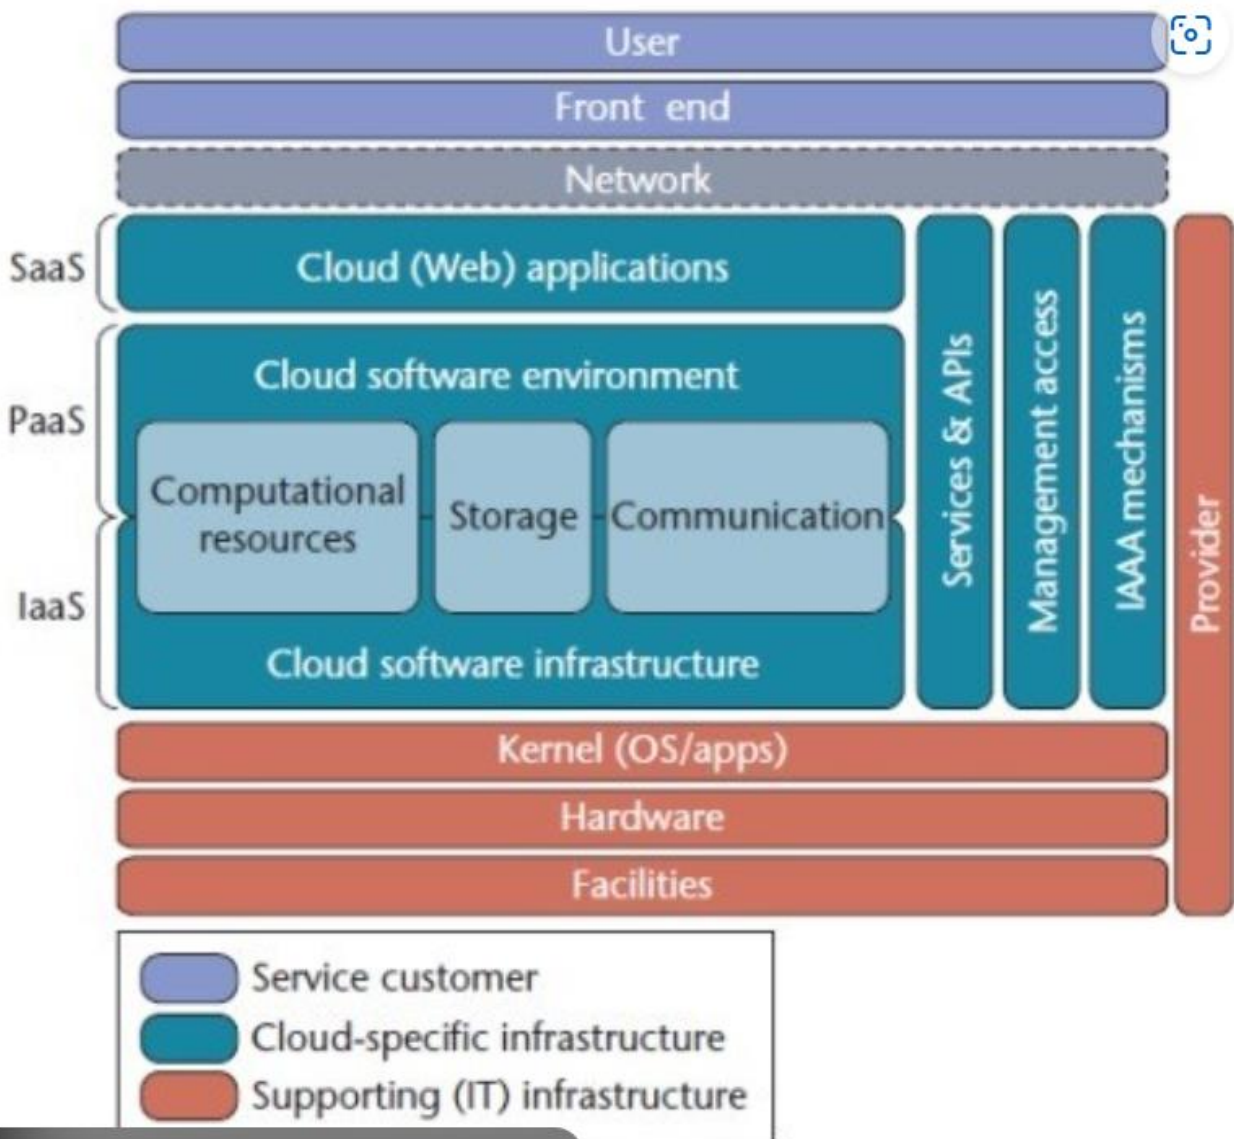 User
Front end
Network
SaaS
Cloud (Web) applications
PaaS
Cloud software environment
Computational
resources
Storage
Communication
IaaS
Cloud software infrastructure
Services & APIs
Management access
IAAA mechanisms
Provider
Kernel (OS/apps)
Hardware
Facilities
Service customer
Cloud-specific infrastructure
Supporting (IT) infrastructure